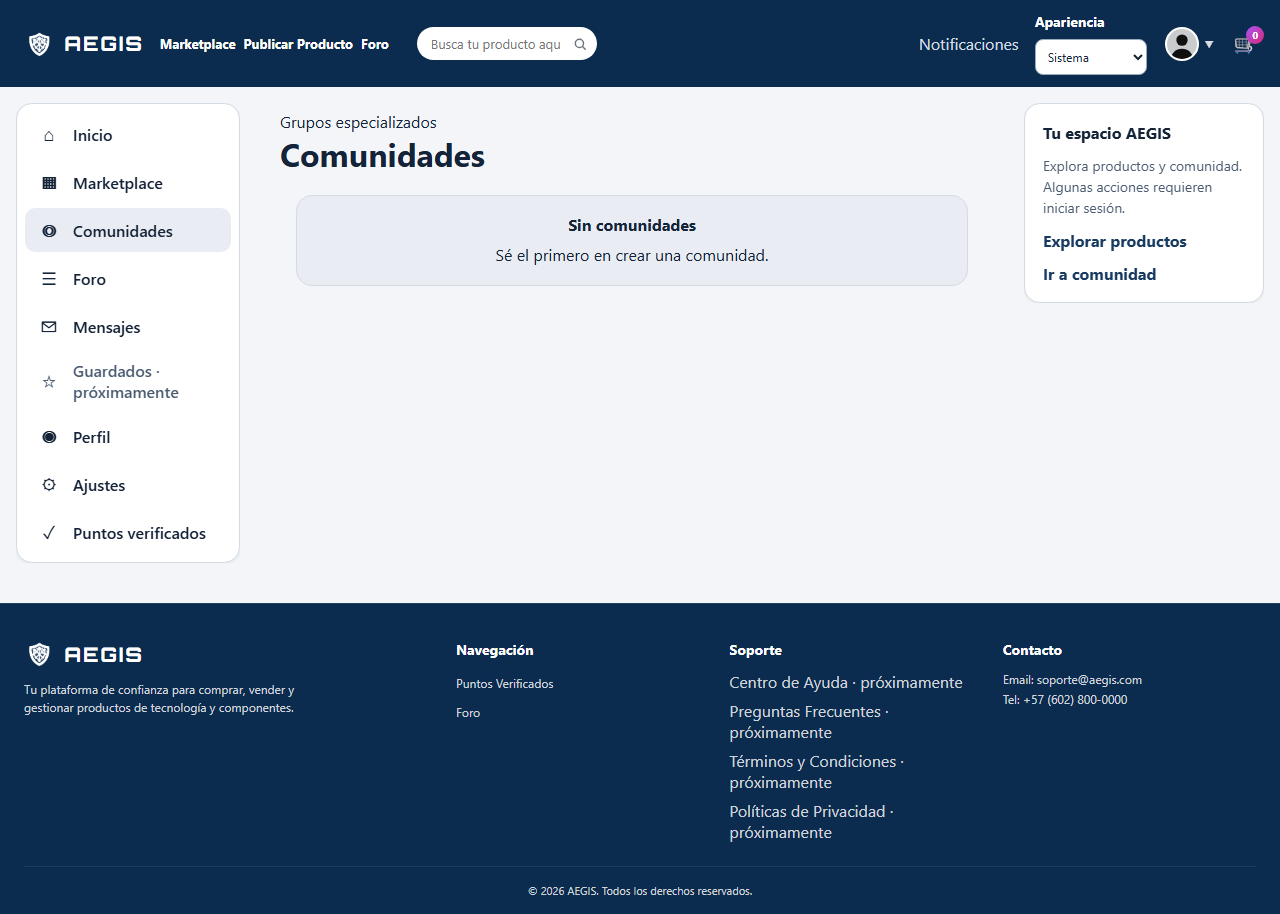 AEGIS
Marketplace Publicar Producto Foro
Busca tu producto aqu
Notificaciones
Apariencia
Sistema
0
Inicio
Marketplace
Comunidades
Foro
Mensajes
Guardados ·
próximamente
Perfil
Ajustes
Puntos verificados
Grupos especializados
Comunidades
Sin comunidades
Sé el primero en crear una comunidad.
Tu espacio AEGIS
Explora productos y comunidad.
Algunas acciones requieren
iniciar sesión.
Explorar productos
Ir a comunidad
AEGIS
Tu plataforma de confianza para comprar, vender y
gestionar productos de tecnología y componentes.
Navegación
Puntos Verificados
Foro
Soporte
Centro de Ayuda · próximamente
Preguntas Frecuentes ·
próximamente
Términos y Condiciones ·
próximamente
Políticas de Privacidad ·
próximamente
Contacto
Email: soporte@aegis.com
Tel: +57 (602) 800-0000
© 2026 AEGIS. Todos los derechos reservados.